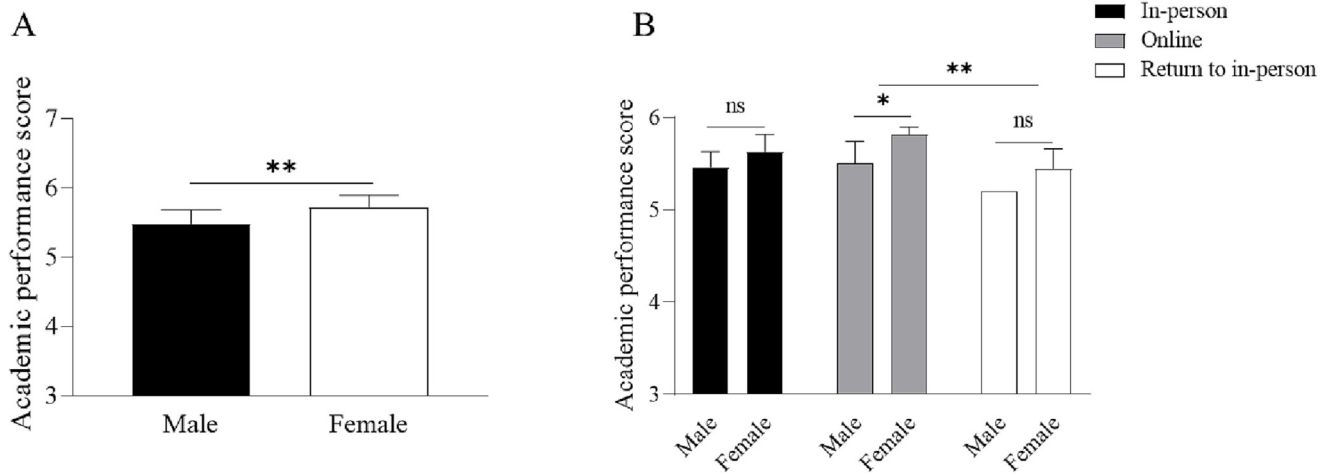 A
Academic performance score
7
6
5
4
3
**
Male
Female
B
In-person
Online
Return to in-person
Academic performance score
6
5
4
3
ns
*
**
ns
Male
Female
Male
Female
Male
Female